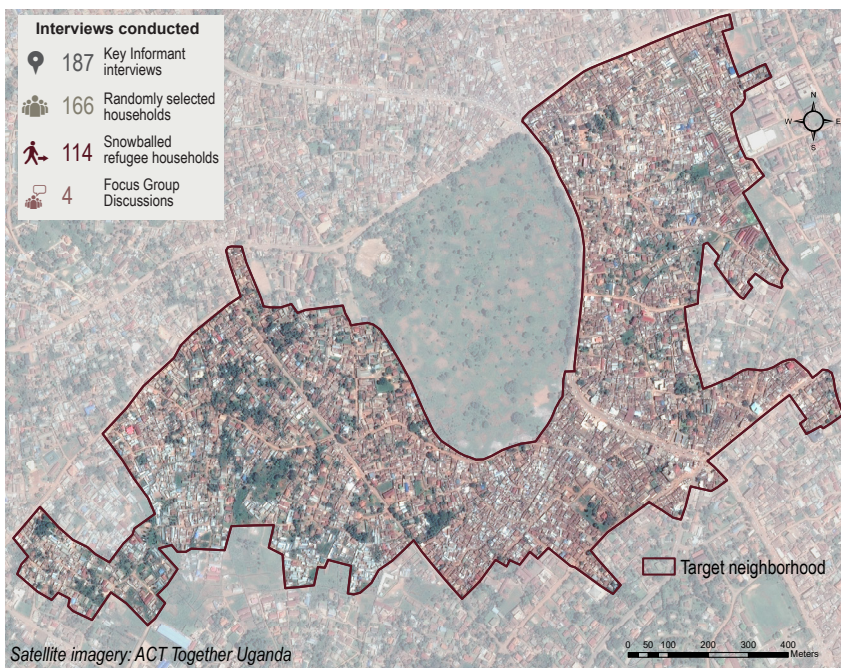 Interviews conducted
187 Key Informant
interviews
166 Randomly selected
households
114 Snowballed
refugee households
4 Focus Group
Discussions
N
W E
S
Target neighborhood
Satellite imagery: ACT Together Uganda
0 50 100 200 300 400
Meters